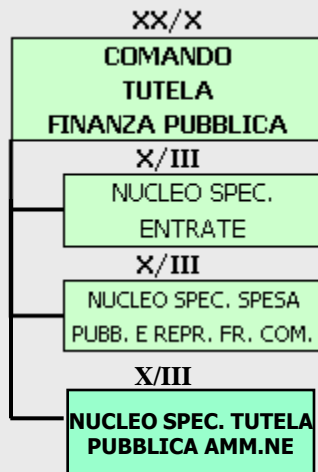 XX/X
COMANDO
TUTELA
FINANZA PUBBLICA
X/III
NUCLEO SPEC.
ENTRATE
X/III
NUCLEO SPEC. SPESA
PUBB. E REPR. FR. COM.
X/III
NUCLEO SPEC. TUTELA
PUBBLICA AMM.NE